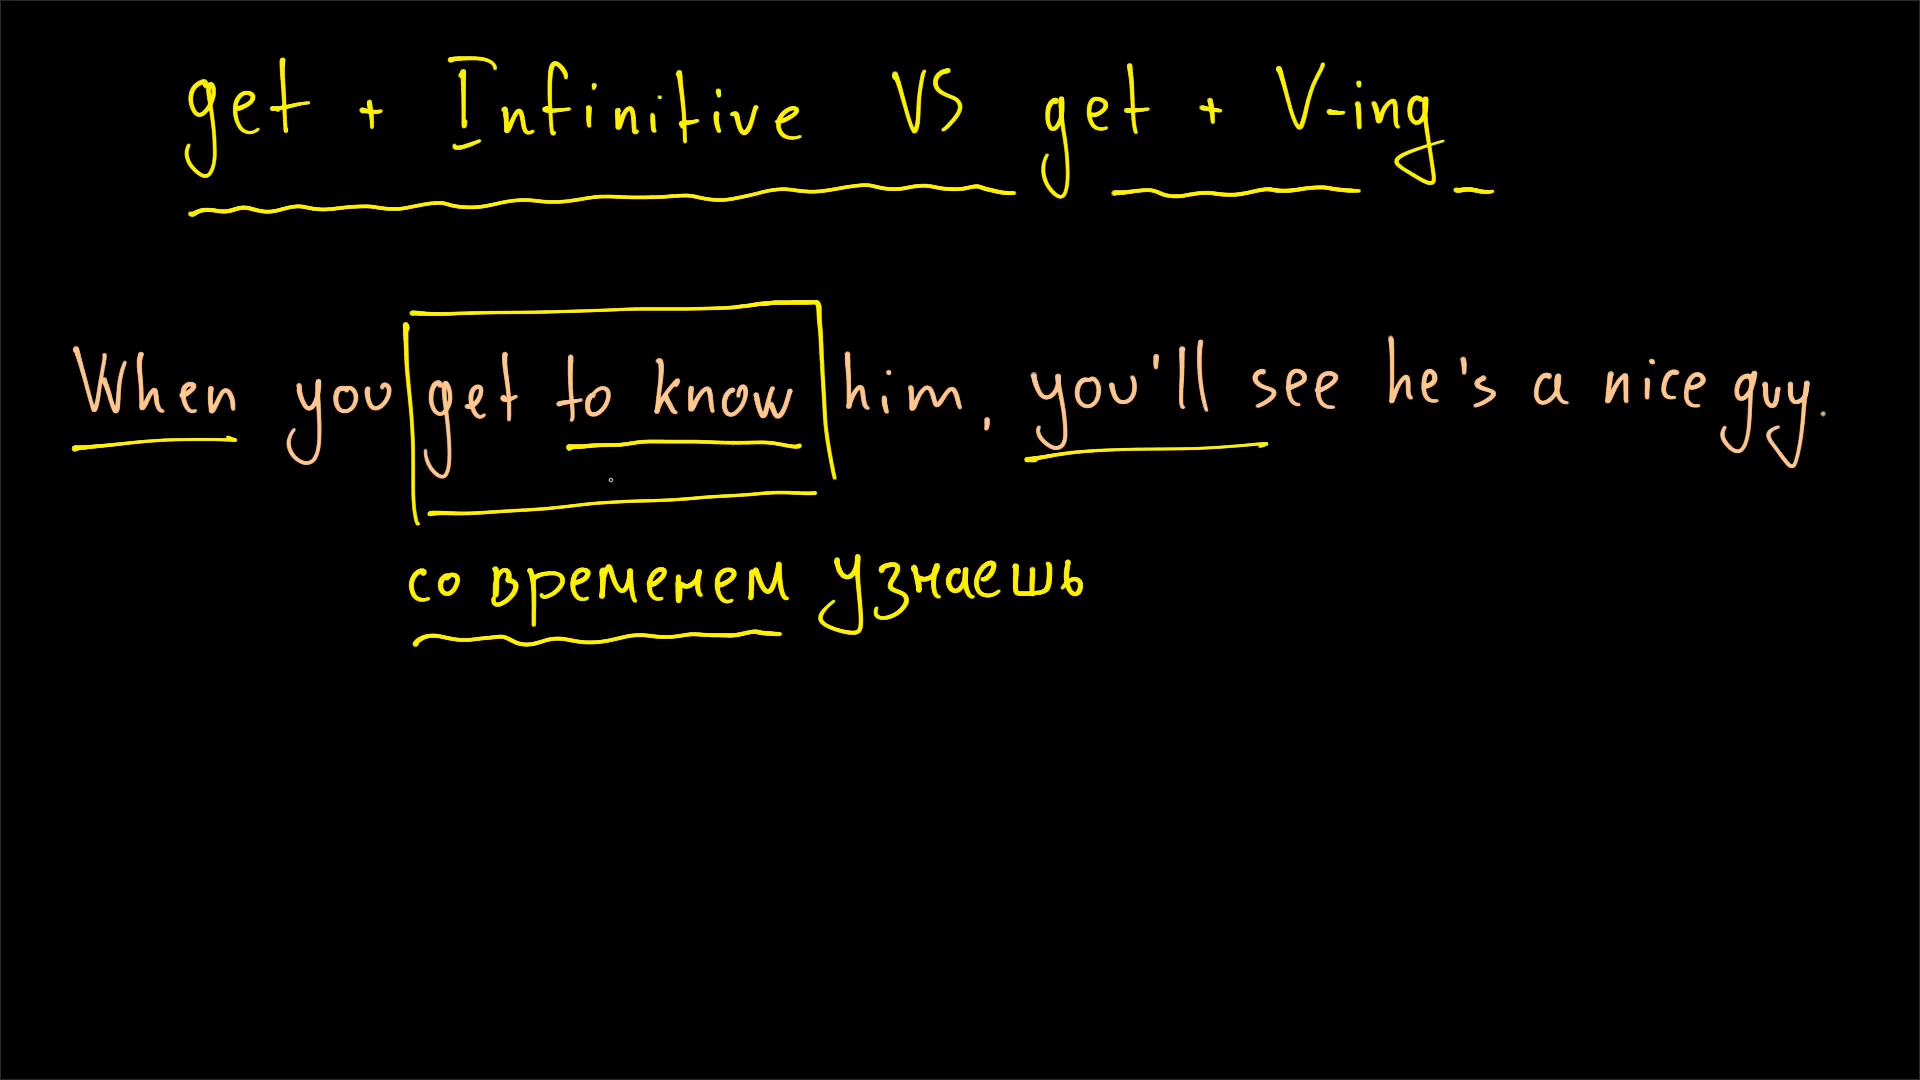 get + Infinitive VS get + V-ing
When you get to know him, you'll see he's a nice guy.
со временем узнаешь